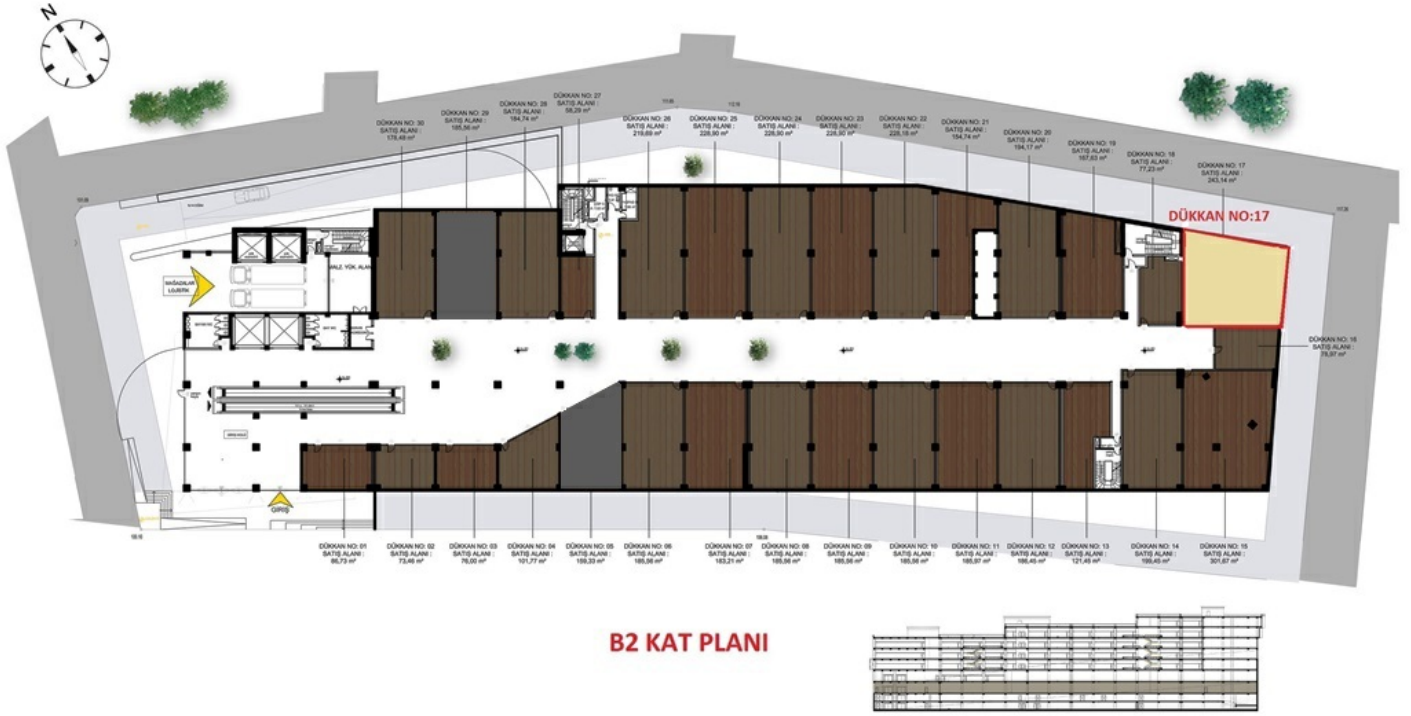 N
DÜKKAN NO: 30
SATIŞ ALANI :
178,48 m²
DÜKKAN NO: 29
SATIŞ ALANI :
185,56 m²
DÜKKAN NO: 28
SATIŞ ALANI :
184,74 m²
DÜKKAN NO: 27
SATIŞ ALANI :
58,29 m²
DÜKKAN NO: 26
SATIŞ ALANI :
219,69 m²
DÜKKAN NO: 25
SATIŞ ALANI :
228,90 m²
DÜKKAN NO: 24
SATIŞ ALANI :
228,90 m²
DÜKKAN NO: 23
SATIŞ ALANI :
228,90 m²
DÜKKAN NO: 22
SATIŞ ALANI :
228,18 m²
DÜKKAN NO: 21
SATIŞ ALANI :
154,74 m²
DÜKKAN NO: 20
SATIŞ ALANI :
194,17 m²
DÜKKAN NO: 19
SATIŞ ALANI :
167,63 m²
DÜKKAN NO: 18
SATIŞ ALANI :
77,23 m²
DÜKKAN NO: 17
SATIŞ ALANI :
243,14 m²
DÜKKAN NO:17
MAĞAZALAR
LOJİSTİK
DÜKKAN NO: 16
SATIŞ ALANI :
78,97 m²
GİRİŞ
DÜKKAN NO: 01
SATIŞ ALANI :
86,73 m²
DÜKKAN NO: 02
SATIŞ ALANI :
73,46 m²
DÜKKAN NO: 03
SATIŞ ALANI :
76,00 m²
DÜKKAN NO: 04
SATIŞ ALANI :
101,77 m²
DÜKKAN NO: 05
SATIŞ ALANI :
159,33 m²
DÜKKAN NO: 06
SATIŞ ALANI :
185,56 m²
DÜKKAN NO: 07
SATIŞ ALANI :
183,21 m²
DÜKKAN NO: 08
SATIŞ ALANI :
185,56 m²
DÜKKAN NO: 09
SATIŞ ALANI :
185,56 m²
DÜKKAN NO: 10
SATIŞ ALANI :
185,56 m²
DÜKKAN NO: 11
SATIŞ ALANI :
185,97 m²
DÜKKAN NO: 12
SATIŞ ALANI :
186,45 m²
DÜKKAN NO: 13
SATIŞ ALANI :
121,45 m²
DÜKKAN NO: 14
SATIŞ ALANI :
199,45 m²
DÜKKAN NO: 15
SATIŞ ALANI :
301,67 m²
B2 KAT PLANI